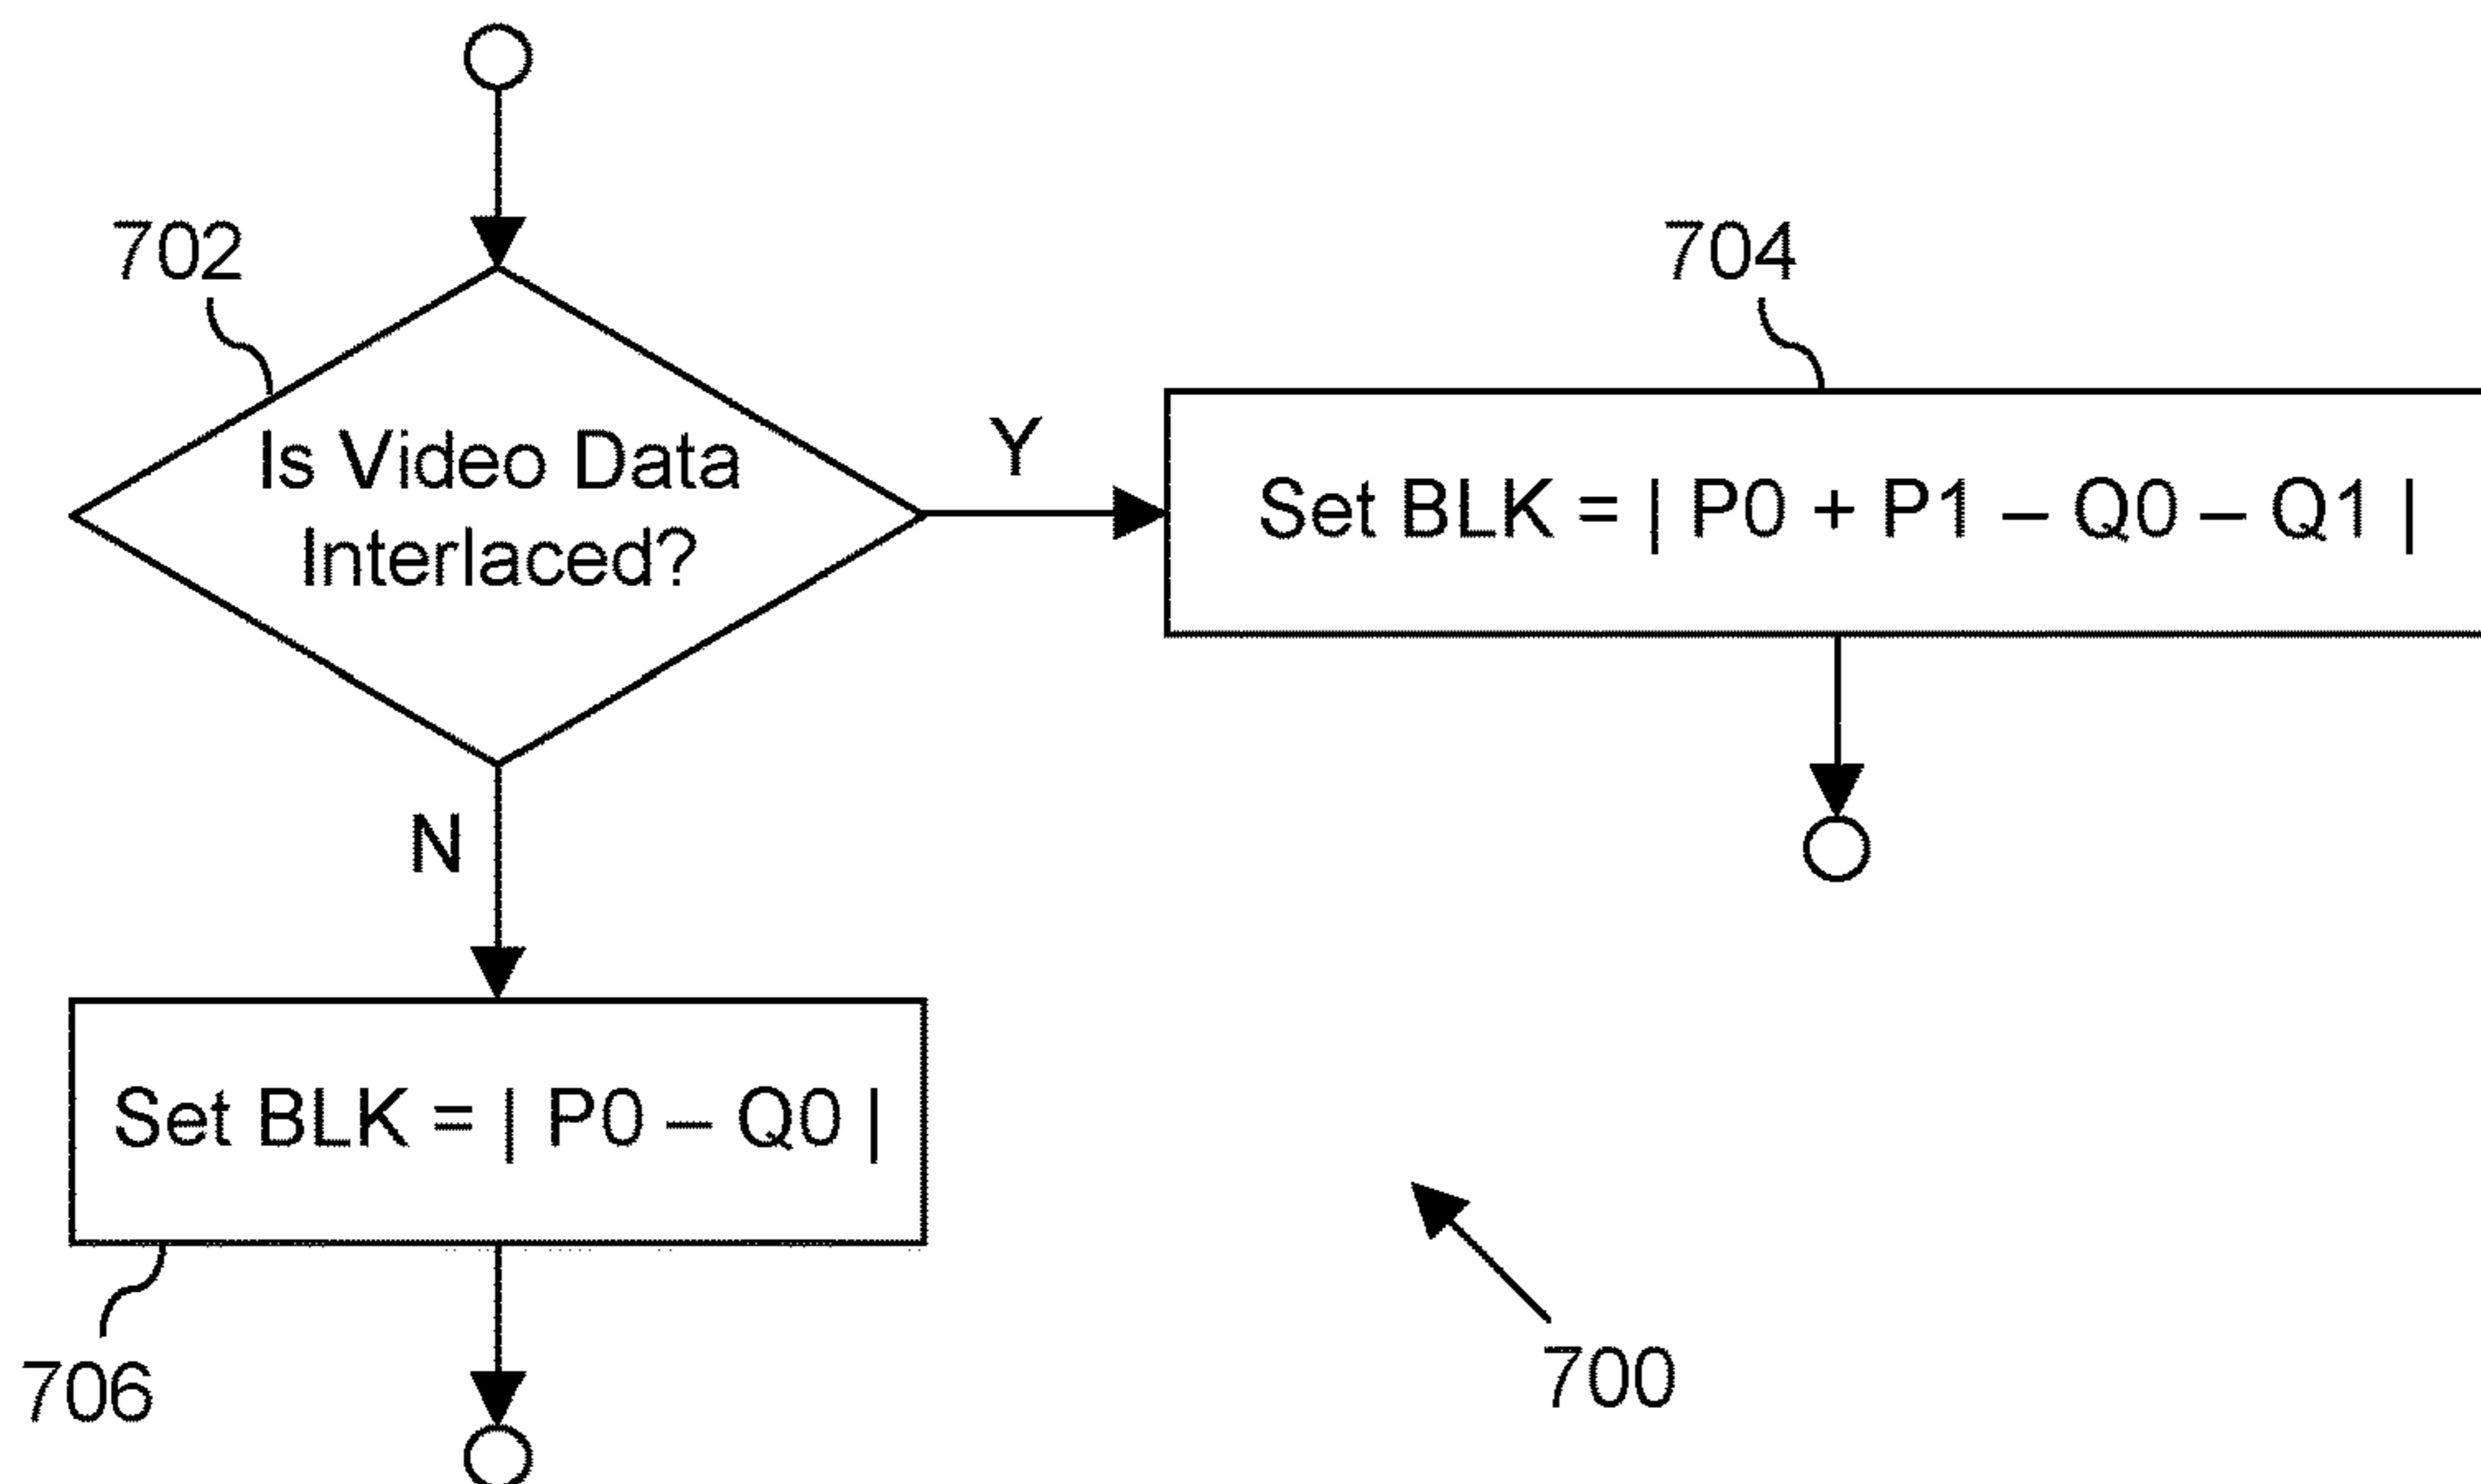 702
Is Video Data
Interlaced?
Y
704
Set BLK = | P0 + P1 – Q0 – Q1 |
N
Set BLK = | P0 – Q0 |
706
700